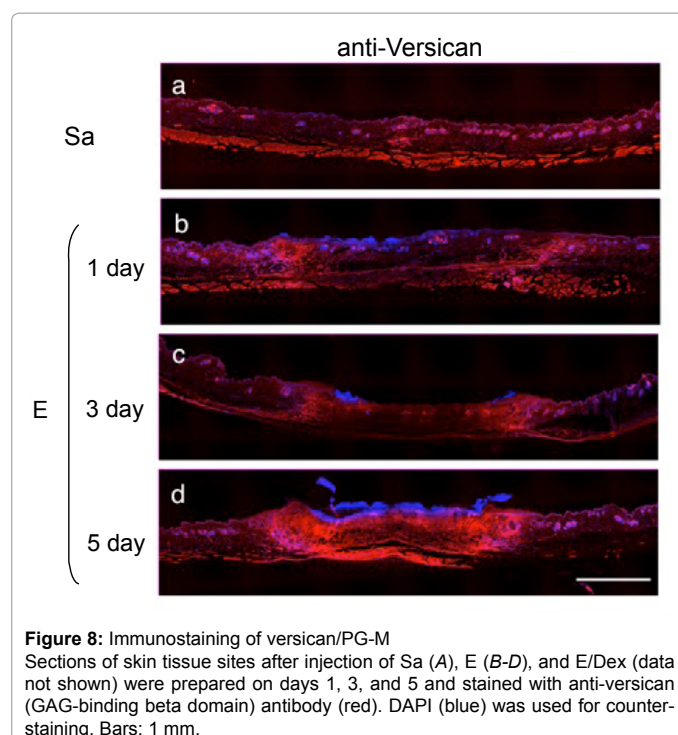 anti-Versican
a
Sa
b
1 day
c
E
3 day
d
5 day
Figure 8: Immunostaining of versican/PG-M
Sections of skin tissue sites after injection of Sa (A), E (B-D), and E/Dex (data
not shown) were prepared on days 1, 3, and 5 and stained with anti-versican
(GAG-binding beta domain) antibody (red). DAPI (blue) was used for counter-
staining. Bars: 1 mm.